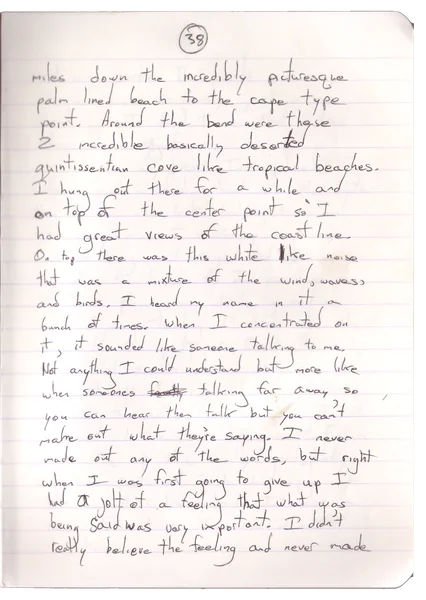 38
miles down the incredibly picturesque
palm lined beach to the cape type
point. Around the bend were these
2 incredible basically deserted
quintissentian cove like tropical beaches.
I hung out there for a while and
on top of the center point so I
had great views of the coast line.
On top there was this white like noise
that was a mixture of the wind, waves,
and birds. I heard my name in it a
bunch of times. When I concentrated on
it, it sounded like someone talking to me.
Not anything I could understand but more like
when someones talking far away so
you can hear them talk but you can't
make out what they're saying. I never
made out any of the words, but right
when I was first going to give up I
had a jolt of a feeling that what was
being said was very important. I didn't
really believe the feeling and never made